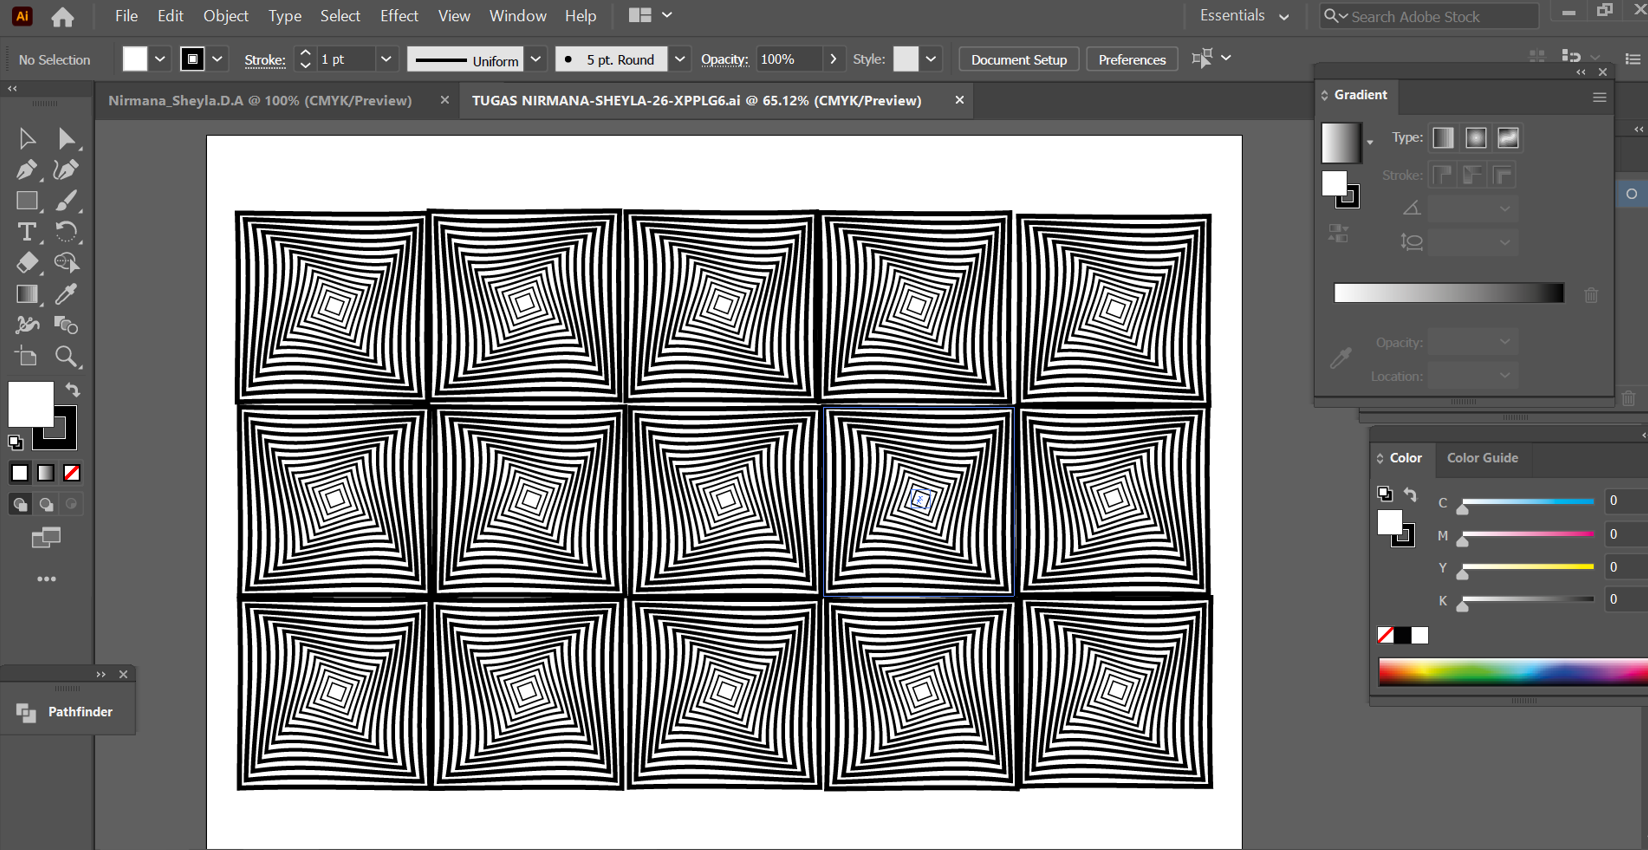 Ai File Edit Object Type Select Effect View Window Help Essentials Search Adobe Stock
No Selection Stroke: 1 pt Uniform 5 pt. Round Opacity: 100% Style: Document Setup Preferences
Nirmana_Sheyla.D.A @ 100% (CMYK/Preview) TUGAS NIRMANA-SHEYLA-26-XPPLG6.ai @ 65.12% (CMYK/Preview)
Gradient
Type:
Stroke:
Opacity:
Location:
Color Color Guide
C 0
M 0
Y 0
K 0
Pathfinder